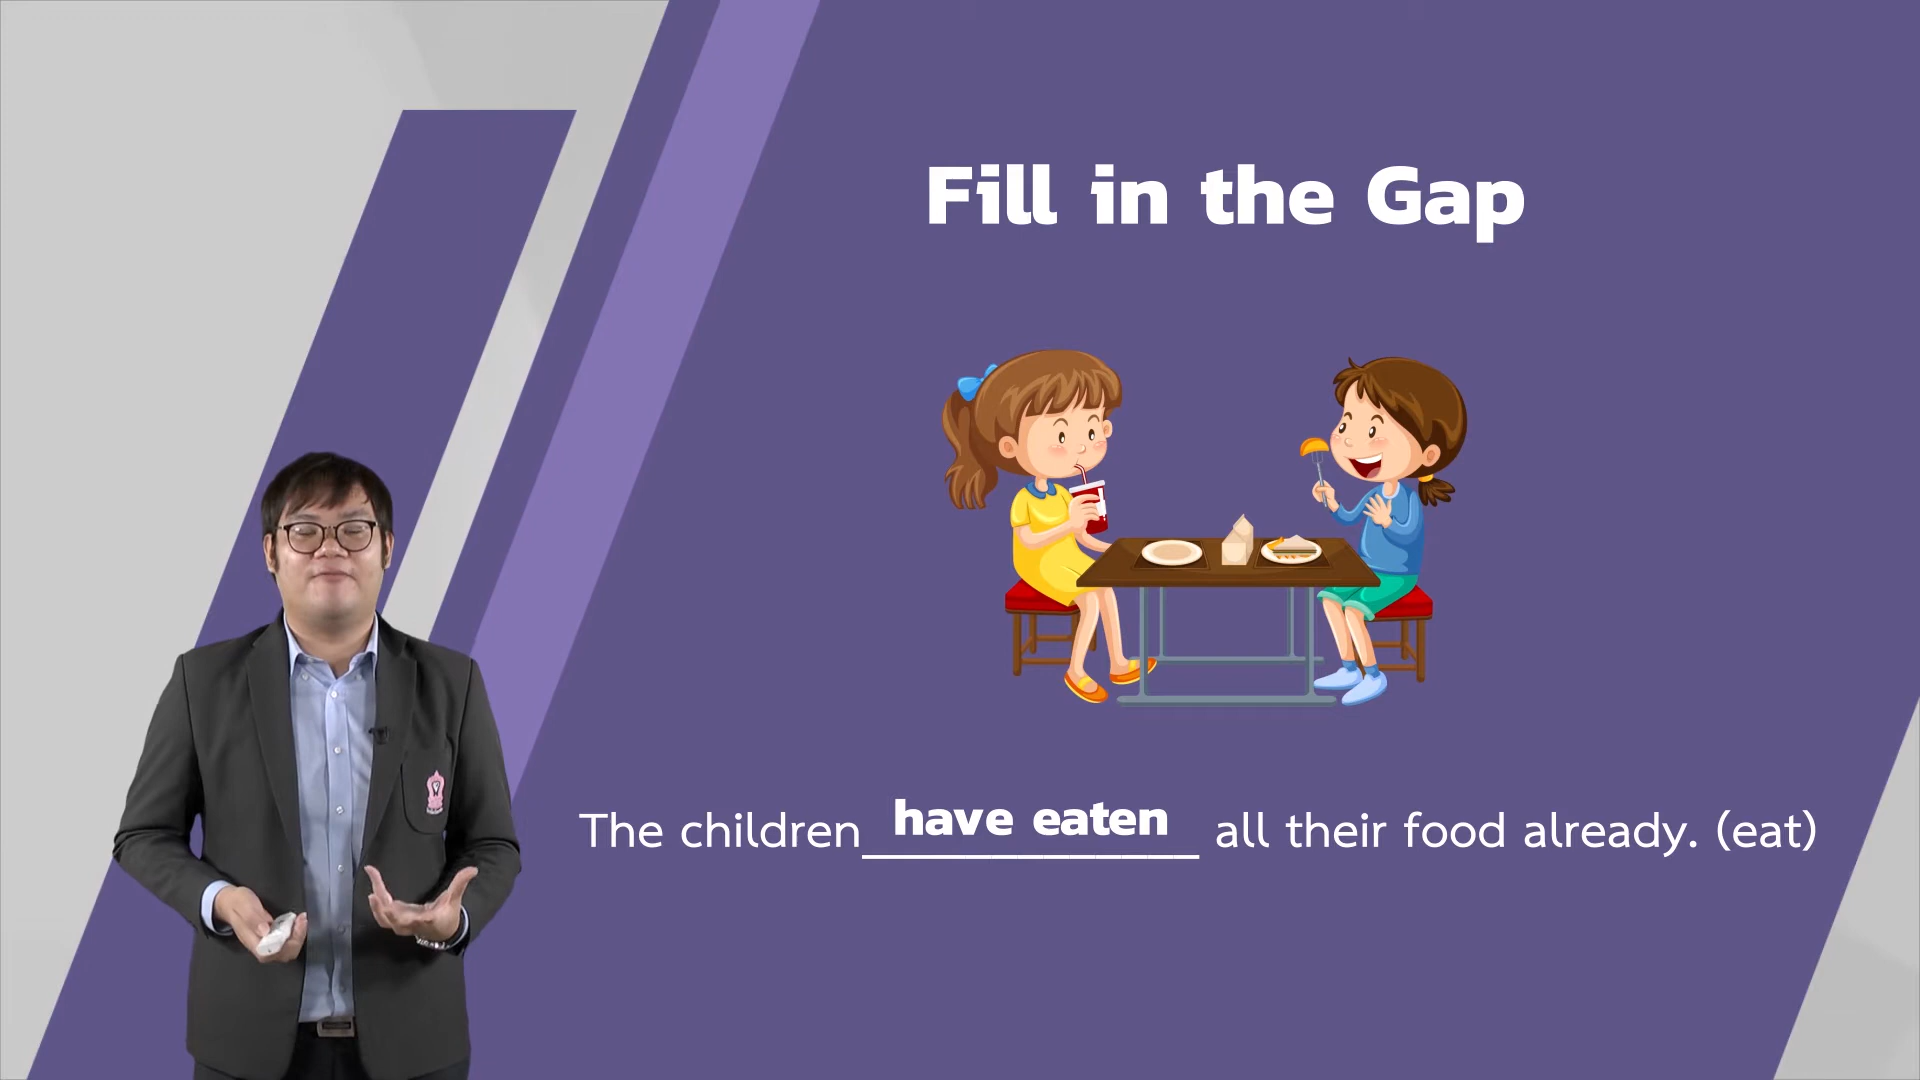 Fill in the Gap
The children have eaten all their food already. (eat)